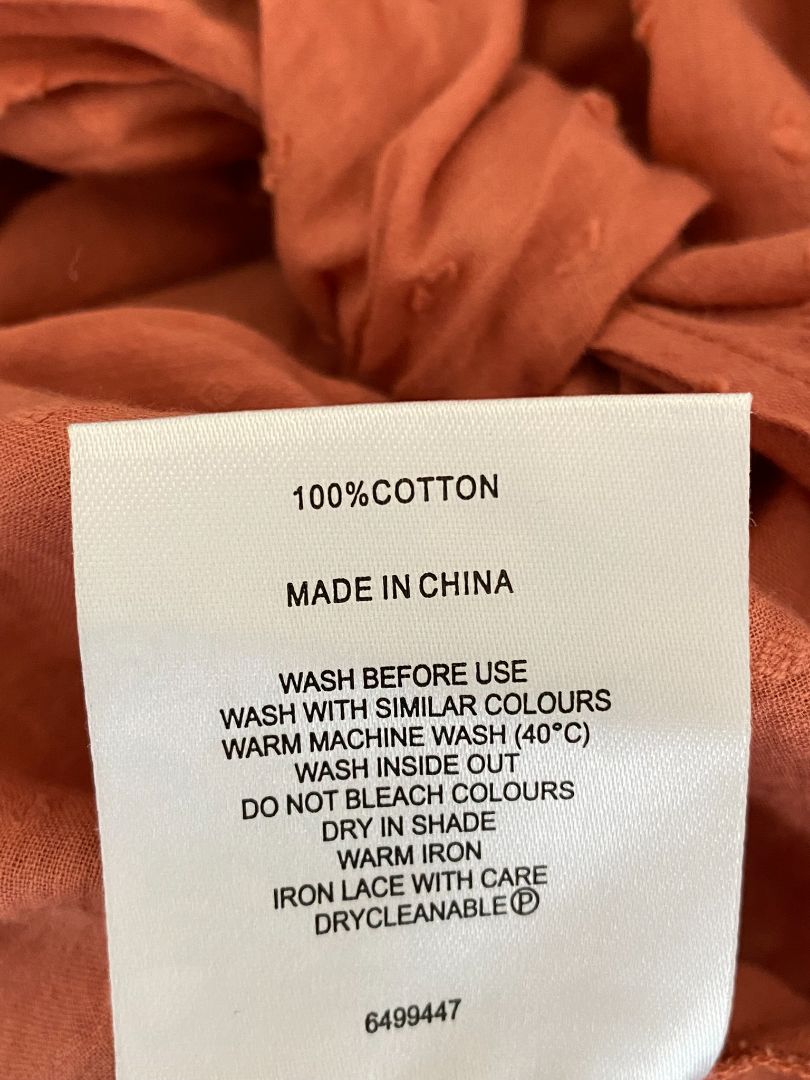 100%COTTON
MADE IN CHINA
WASH BEFORE USE
WASH WITH SIMILAR COLOURS
WARM MACHINE WASH (40°C)
WASH INSIDE OUT
DO NOT BLEACH COLOURS
DRY IN SHADE
WARM IRON
IRON LACE WITH CARE
DRYCLEANABLE Ⓟ
6499447